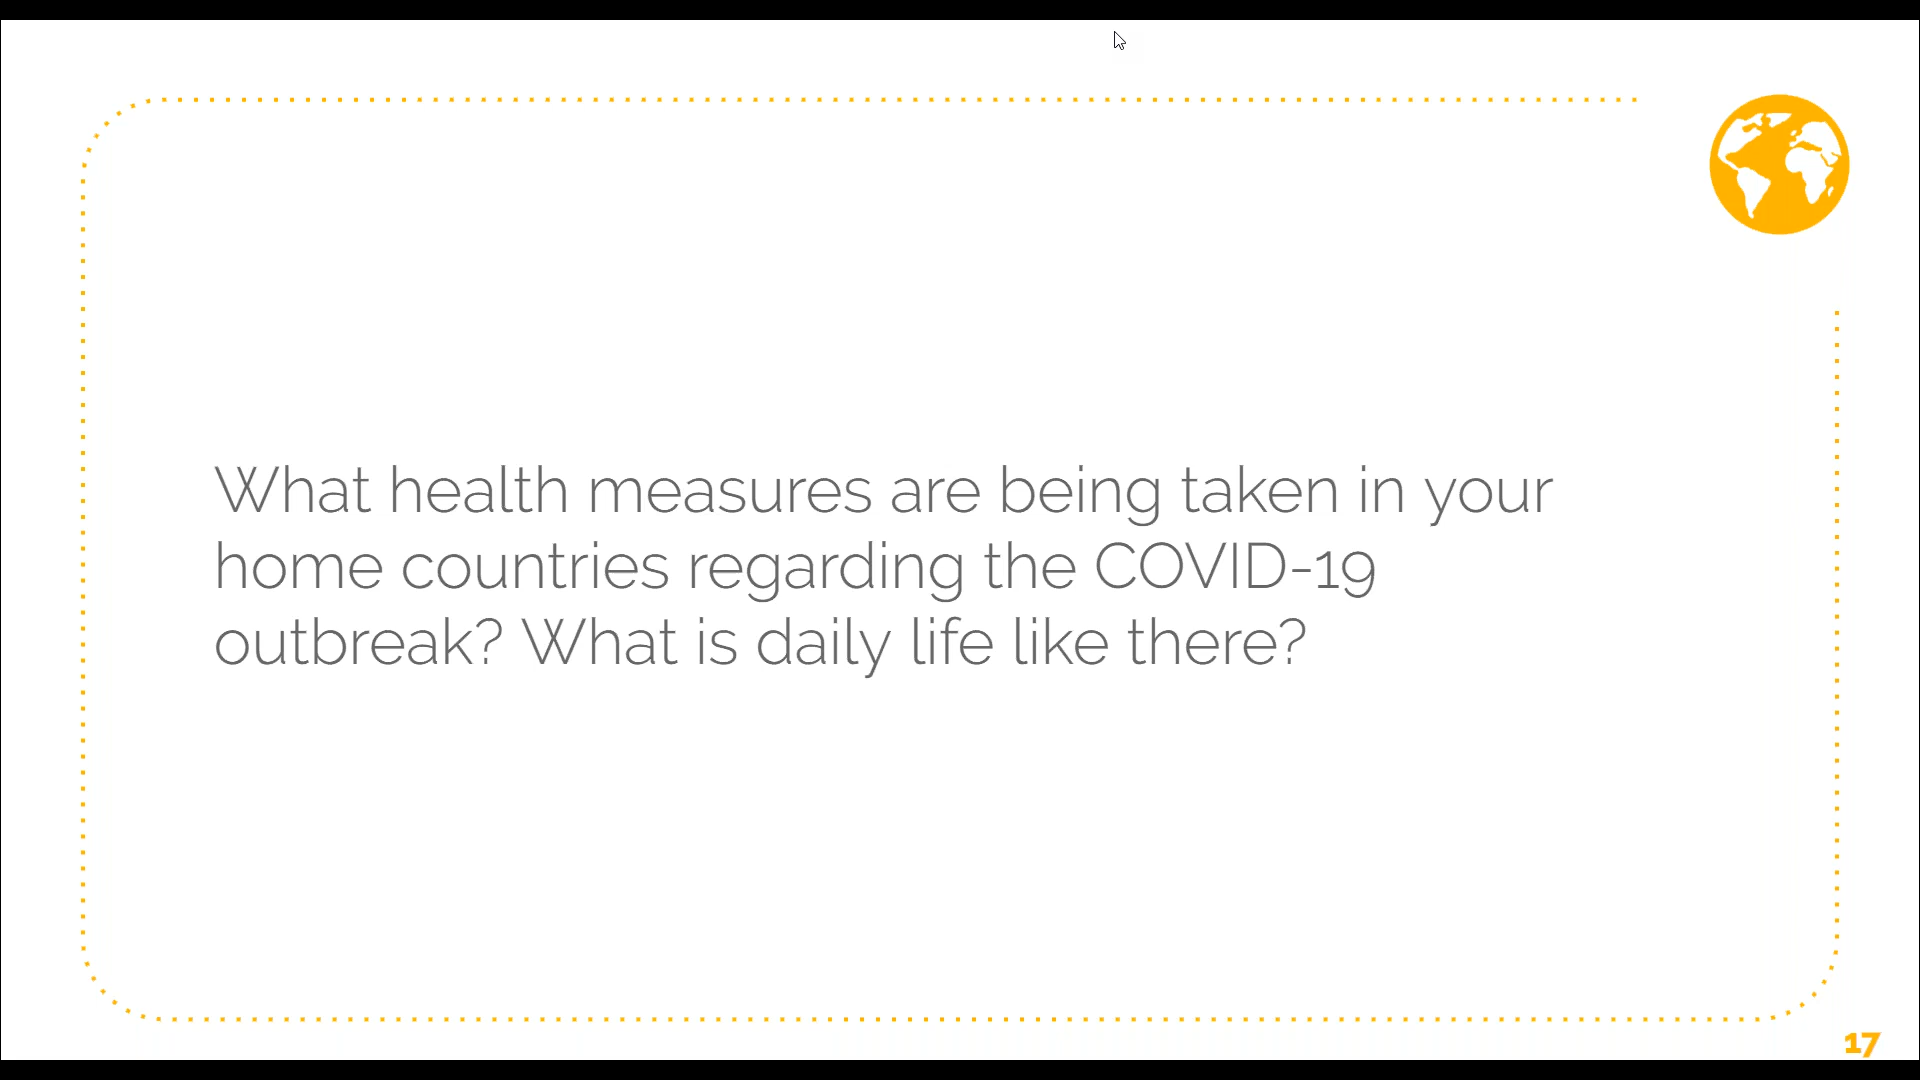 What health measures are being taken in your
home countries regarding the COVID-19
outbreak? What is daily life like there?
17